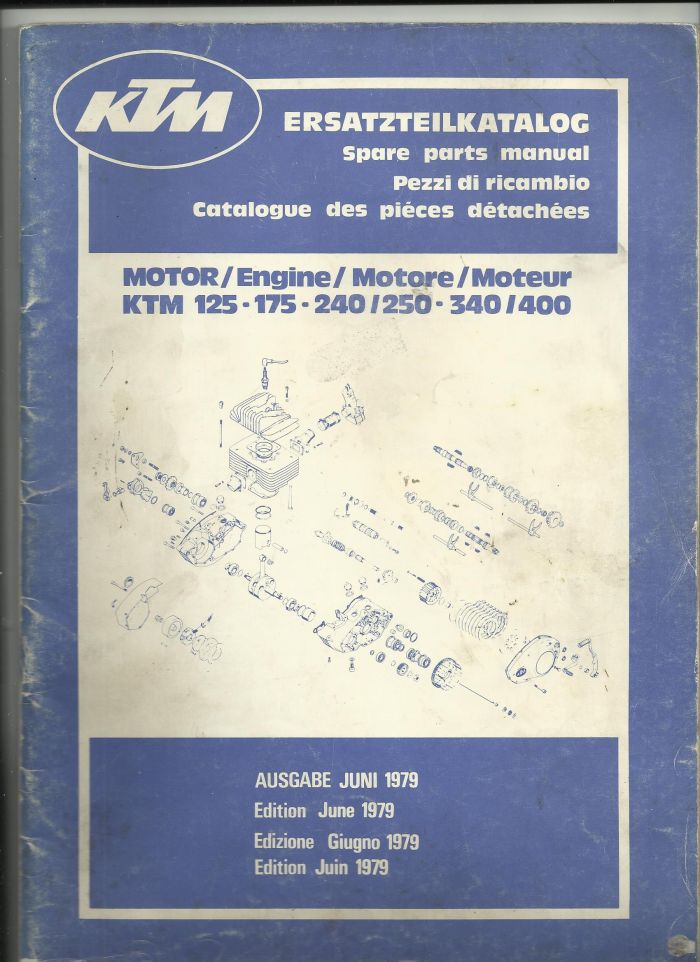 KTM
ERSATZTEILKATALOG
Spare parts manual
Pezzi di ricambio
Catalogue des piéces détachées
MOTOR/Engine/Motore/Moteur
KTM 125-175-240/250-340/400
AUSGABE JUNI 1979
Edition June 1979
Edizione Giugno 1979
Edition Juin 1979